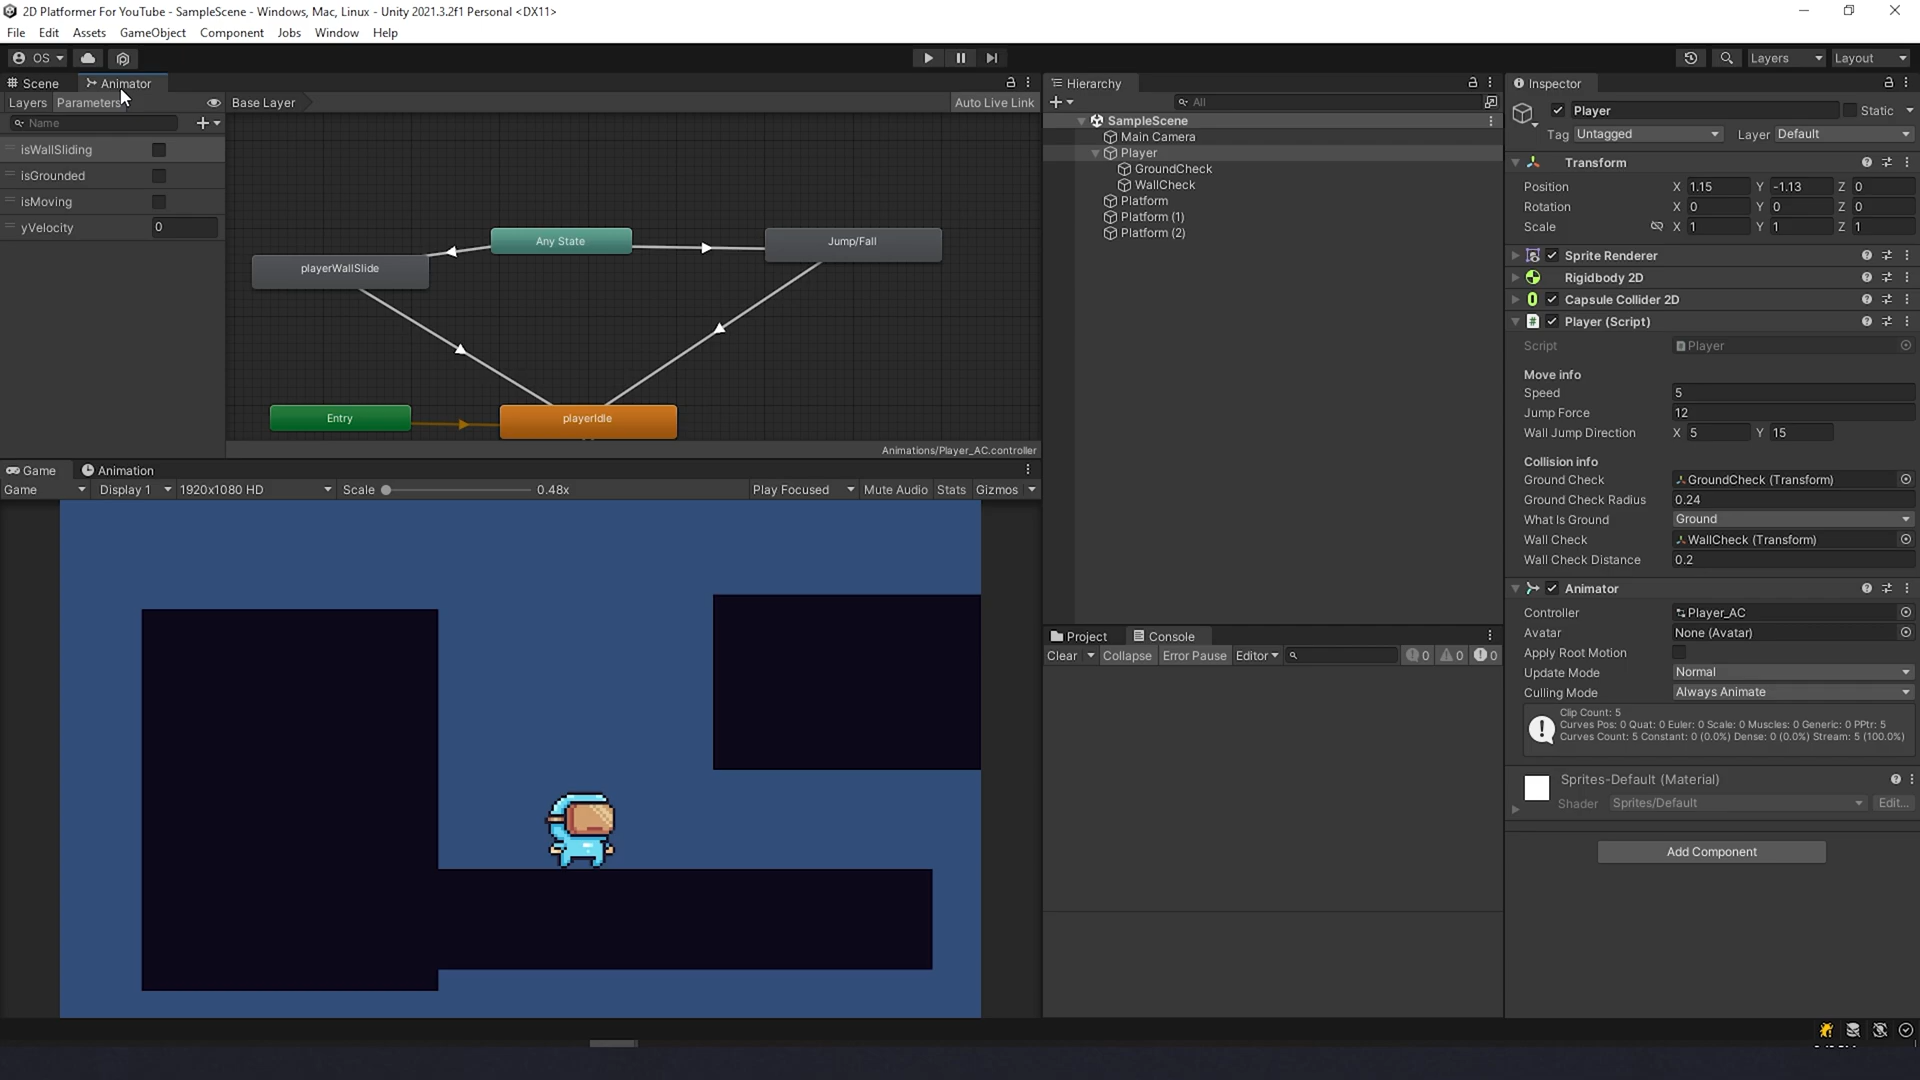 2D Platformer For YouTube - SampleScene - Windows, Mac, Linux - Unity 2021.3.2f1 Personal <DX11>
File Edit Assets GameObject Component Jobs Window Help
OS Layers Layout
Scene Animator
Layers Parameters Base Layer Auto Live Link
Name
isWallSliding
isGrounded
isMoving
yVelocity 0
Any State
Jump/Fall
playerWallSlide
Entry
playerIdle
Animations/Player_AC.controller
Game Animation
Game Display 1 1920x1080 HD Scale 0.48x Play Focused Mute Audio Stats Gizmos
Hierarchy
All
SampleScene
Main Camera
Player
GroundCheck
WallCheck
Platform
Platform (1)
Platform (2)
Project Console
Clear Collapse Error Pause Editor 0 0 0
Inspector
Player Static
Tag Untagged Layer Default
Transform
Position X 1.15 Y -1.13 Z 0
Rotation X 0 Y 0 Z 0
Scale X 1 Y 1 Z 1
Sprite Renderer
Rigidbody 2D
Capsule Collider 2D
Player (Script)
Script Player
Move info
Speed 5
Jump Force 12
Wall Jump Direction X 5 Y 15
Collision info
Ground Check GroundCheck (Transform)
Ground Check Radius 0.24
What Is Ground Ground
Wall Check WallCheck (Transform)
Wall Check Distance 0.2
Animator
Controller Player_AC
Avatar None (Avatar)
Apply Root Motion
Update Mode Normal
Culling Mode Always Animate
Clip Count: 5
Curves Pos: 0 Quat: 0 Euler: 0 Scale: 0 Muscles: 0 Generic: 0 PPtr: 5
Curves Count: 5 Constant: 0 (0.0%) Dense: 0 (0.0%) Stream: 5 (100.0%)
Sprites-Default (Material)
Shader Sprites/Default Edit...
Add Component